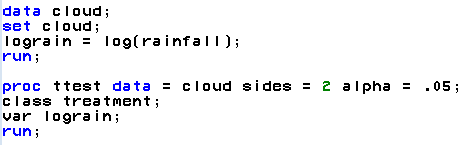 data cloud;
set cloud;
lograin = log(rainfall);
run;
proc ttest data = cloud sides = 2 alpha = .05;
class treatment;
var lograin;
run;